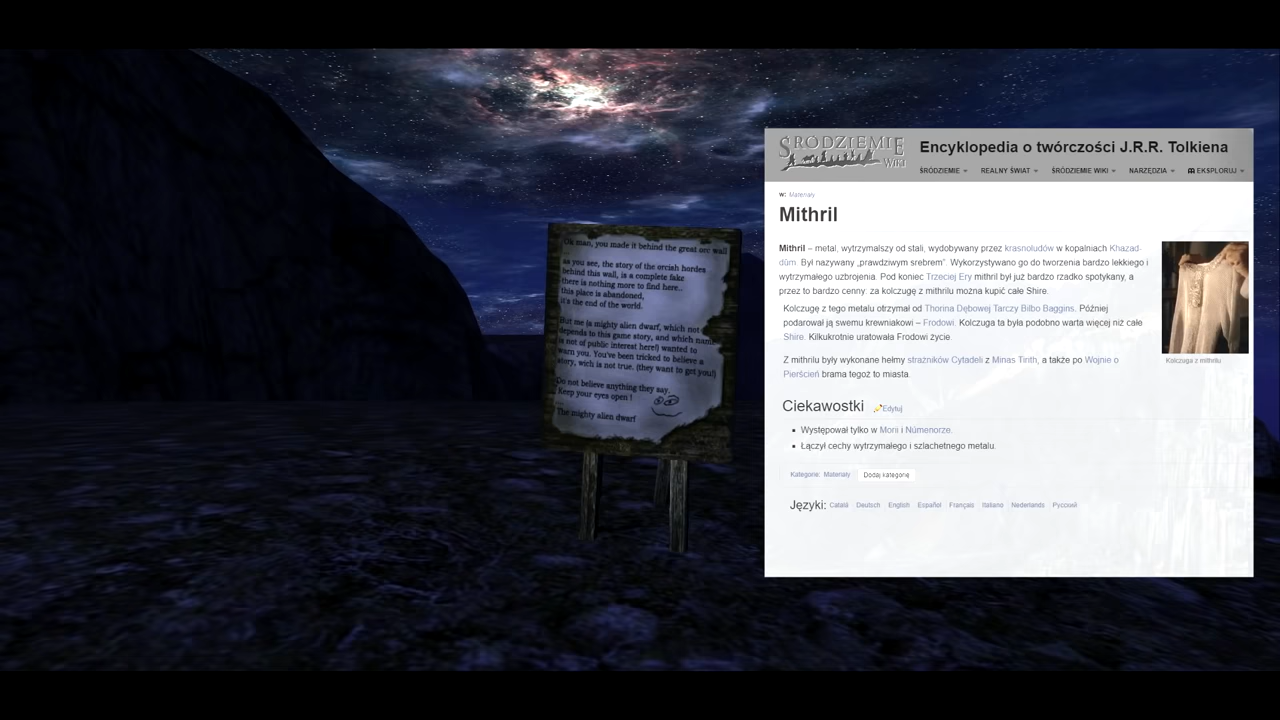 Da man, you made it behind the great orc wall
as you see, the story of the orcish hordes
behind this wall, is a complete fake
there is nothing more to find here..
this place is abandoned,
it's the end of the world.
But me (a mighty alien dwarf, which not
depends to this game story, and which name
is not of public interest here!) wanted to
warn you. You've been tricked to believe a
story, wich is not true. (they want to get you!)
Do not believe anything they say,
Keep your eyes open !
The mighty alien dwarf
ŚRÓDZIEMIE
Wiki
Encyklopedia o twórczości J.R.R. Tolkiena
ŚRÓDZIEMIE REALNY ŚWIAT ŚRÓDZIEMIE WIKI NARZĘDZIA EKSPLORUJ
w: Materiały
Mithril
Mithril – metal, wytrzymalszy od stali, wydobywany przez krasnoludów w kopalniach Khazad-
dûm. Był nazywany „prawdziwym srebrem”. Wykorzystywano go do tworzenia bardzo lekkiego i
wytrzymałego uzbrojenia. Pod koniec Trzeciej Ery mithril był już bardzo rzadko spotykany, a
przez to bardzo cenny: za kolczugę z mithrilu można kupić całe Shire.
Kolczugę z tego metalu otrzymał od Thorina Dębowej Tarczy Bilbo Baggins. Później
podarował ją swemu krewniakowi – Frodowi. Kolczuga ta była podobno warta więcej niż całe
Shire. Kilkukrotnie uratowała Frodowi życie.
Z mithrilu były wykonane hełmy strażników Cytadeli z Minas Tirith, a także po Wojnie o
Pierścień brama tegoż to miasta.
Kolczuga z mithrilu
Ciekawostki Edytuj
Występował tylko w Morii i Númenorze.
Łączył cechy wytrzymałego i szlachetnego metalu.
Kategorie: Materiały Dodaj kategorię
Języki: Català Deutsch English Español Français Italiano Nederlands Русский